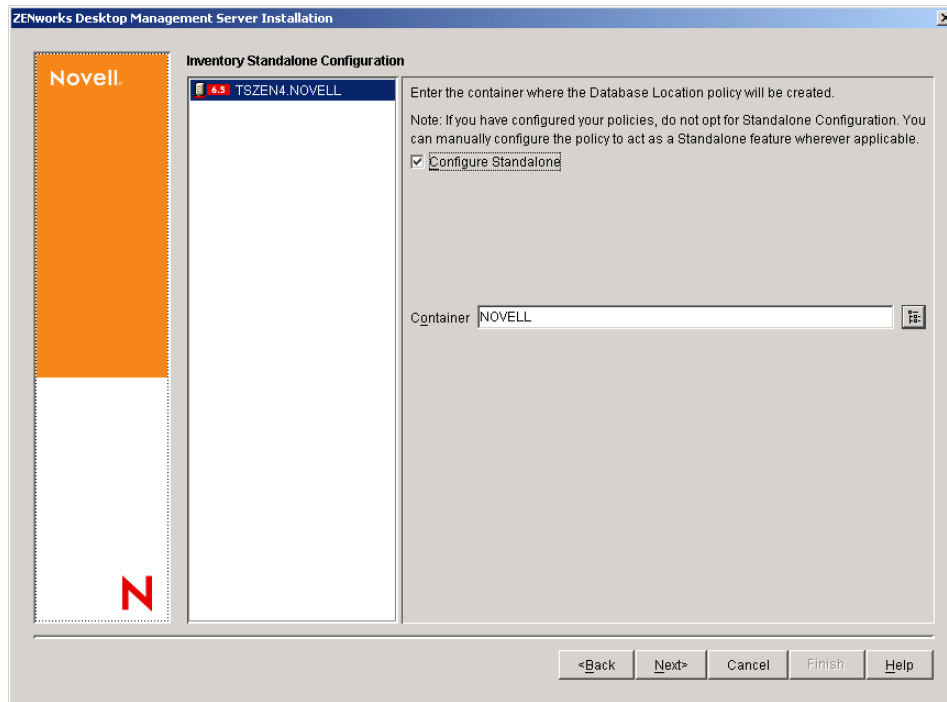 ZENworks Desktop Management Server Installation
Novell.
Inventory Standalone Configuration
6.5 TSZEN4.NOVELL
Enter the container where the Database Location policy will be created.
Note: If you have configured your policies, do not opt for Standalone Configuration. You
can manually configure the policy to act as a Standalone feature wherever applicable.
Configure Standalone
Container NOVELL
N
<Back Next> Cancel Finish Help